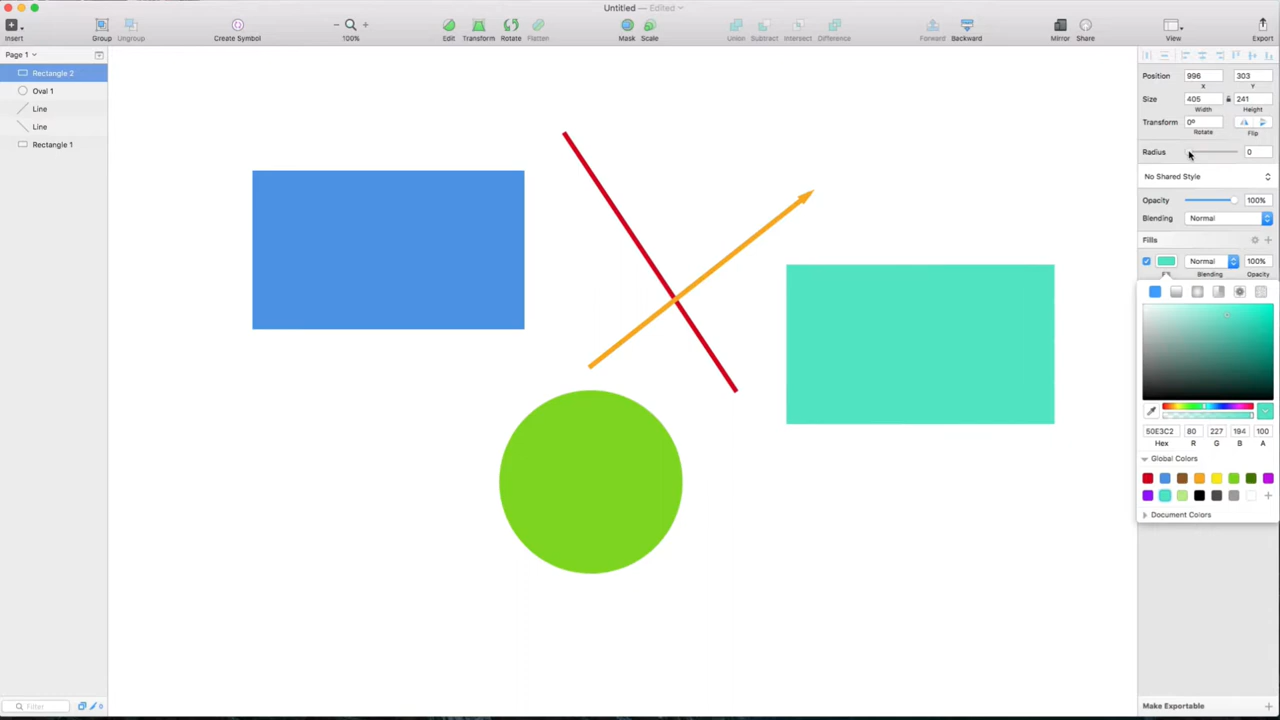 Untitled — Edited
Insert
Group
Ungroup
Create Symbol
100%
Edit
Transform
Rotate
Flatten
Mask
Scale
Union
Subtract
Intersect
Difference
Forward
Backward
Mirror
Share
View
Export
Page 1
Rectangle 2
Oval 1
Line
Line
Rectangle 1
Filter
0
Position 996 303
X Y
Size 405 241
Width Height
Transform 0º
Rotate Flip
Radius 0
No Shared Style
Opacity 100%
Blending Normal
Fills
Normal 100%
Blending Opacity
50E3C2 80 227 194 100
Hex R G B A
Global Colors
Document Colors
Make Exportable